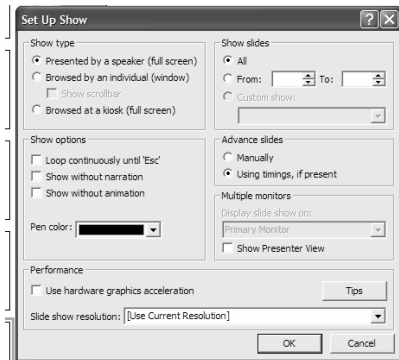 Set Up Show
Show type
Presented by a speaker (full screen)
Browsed by an individual (window)
Show scrollbar
Browsed at a kiosk (full screen)
Show slides
All
From: To:
Custom show:
Show options
Loop continuously until 'Esc'
Show without narration
Show without animation
Pen color:
Advance slides
Manually
Using timings, if present
Multiple monitors
Display slide show on:
Primary Monitor
Show Presenter View
Performance
Use hardware graphics acceleration
Tips
Slide show resolution: [Use Current Resolution]
OK Cancel